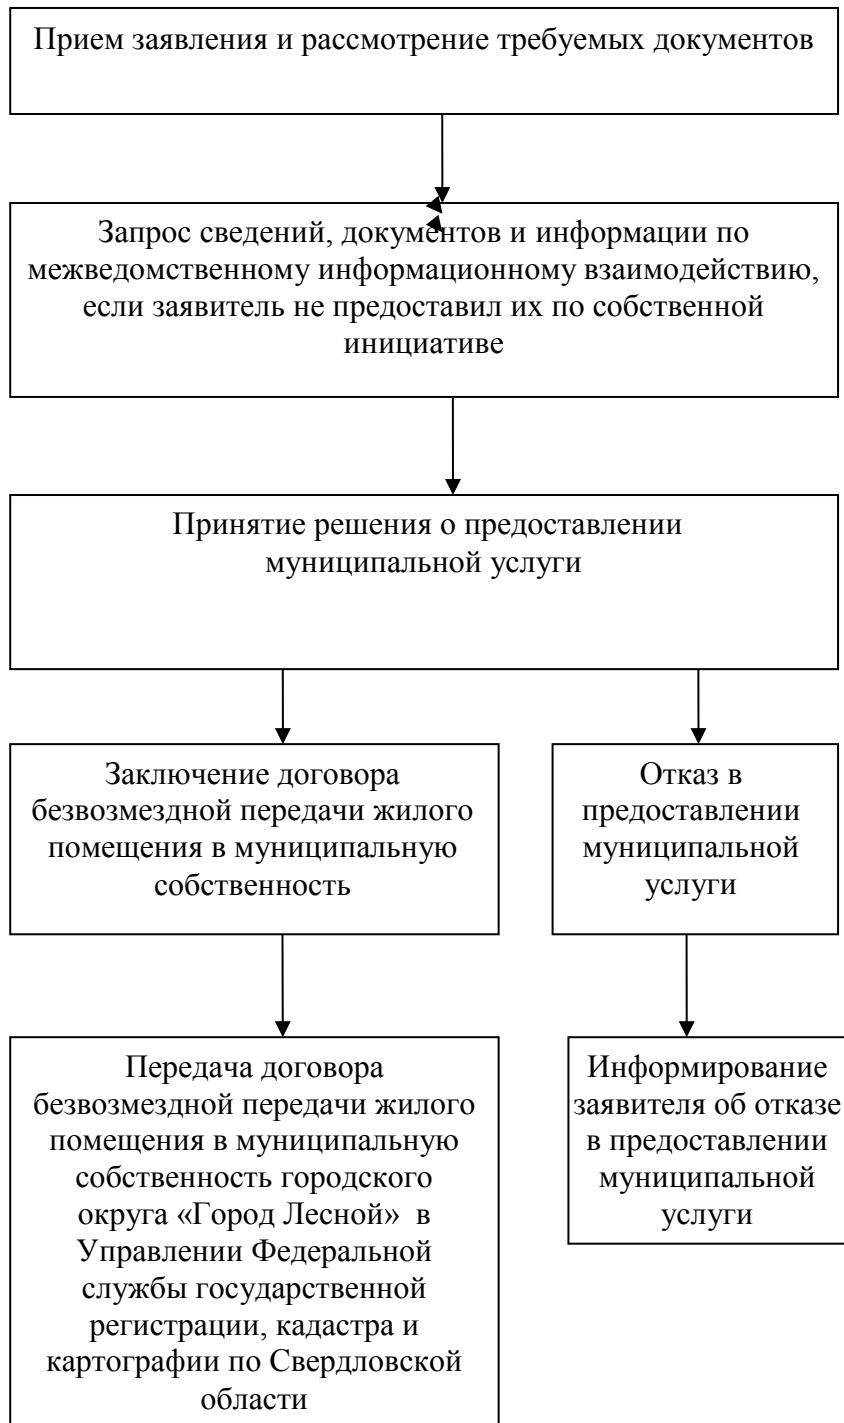 Прием заявления и рассмотрение требуемых документов
Запрос сведений, документов и информации по
межведомственному информационному взаимодействию,
если заявитель не предоставил их по собственной
инициативе
Принятие решения о предоставлении
муниципальной услуги
Заключение договора
безвозмездной передачи жилого
помещения в муниципальную
собственность
Отказ в
предоставлении
муниципальной
услуги
Передача договора
безвозмездной передачи жилого
помещения в муниципальную
собственность городского
округа «Город Лесной» в
Управлении Федеральной
службы государственной
регистрации, кадастра и
картографии по Свердловской
области
Информирование
заявителя об отказе
в предоставлении
муниципальной
услуги